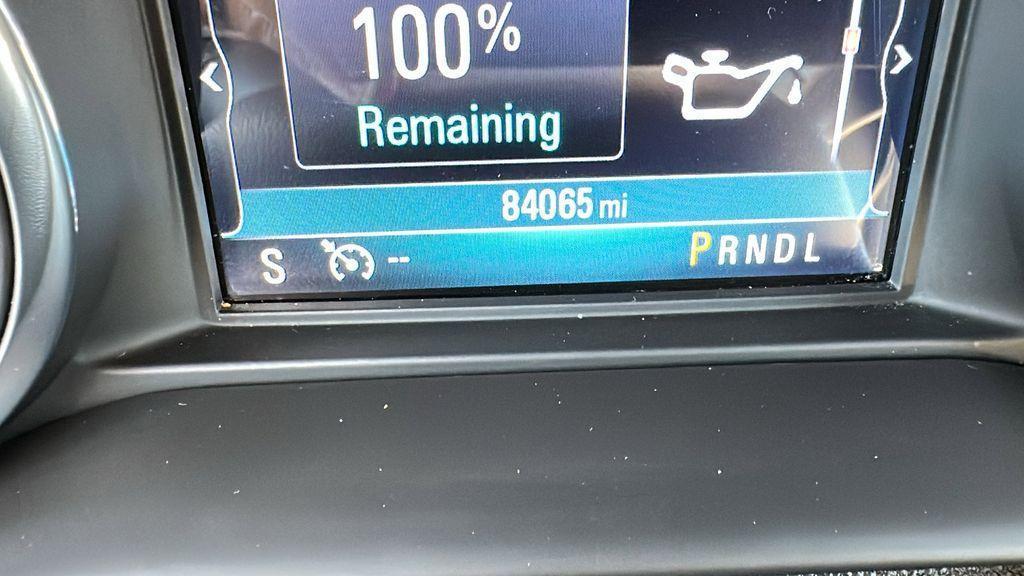 100%
Remaining
84065 mi
S -- PRNDL